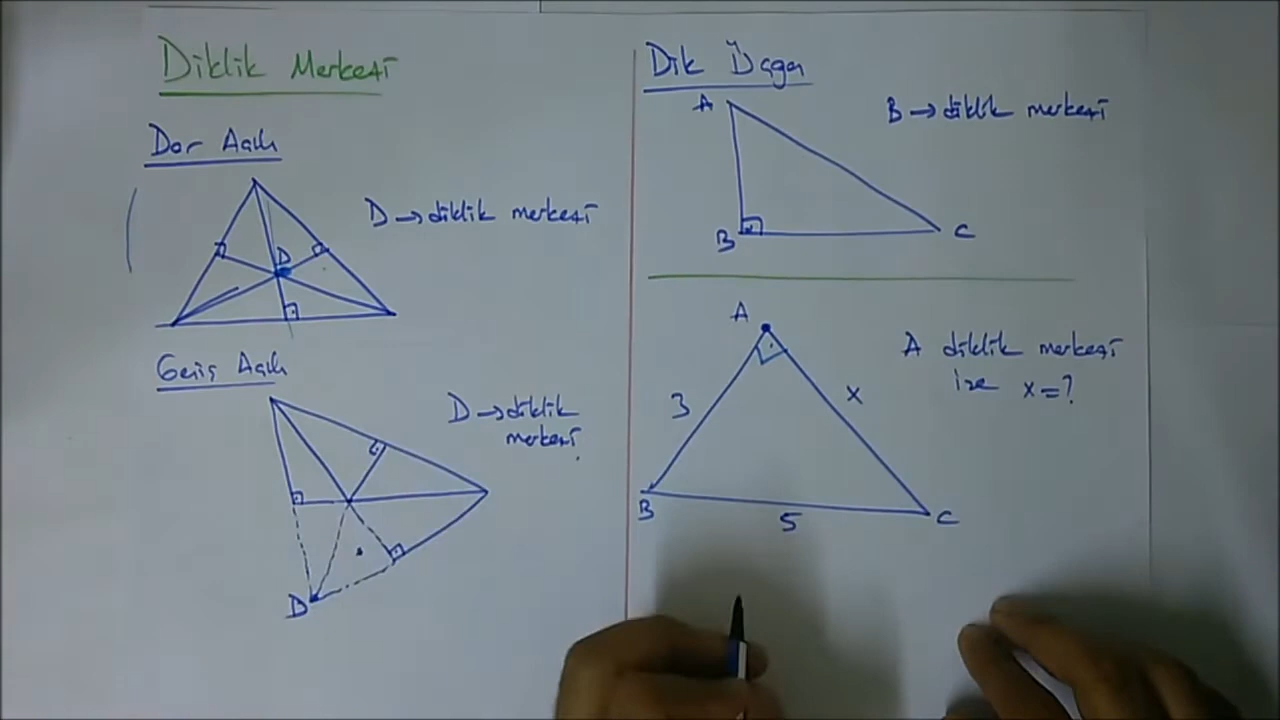 Diklik Merkezi
Dar Açılı
D → diklik merkezi
D
Geniş Açılı
D → diklik
merkezi
D
Dik Üçgen
A
B → diklik merkezi
B
C
A
A diklik merkezi
ise x = ?
3
x
B
5
C